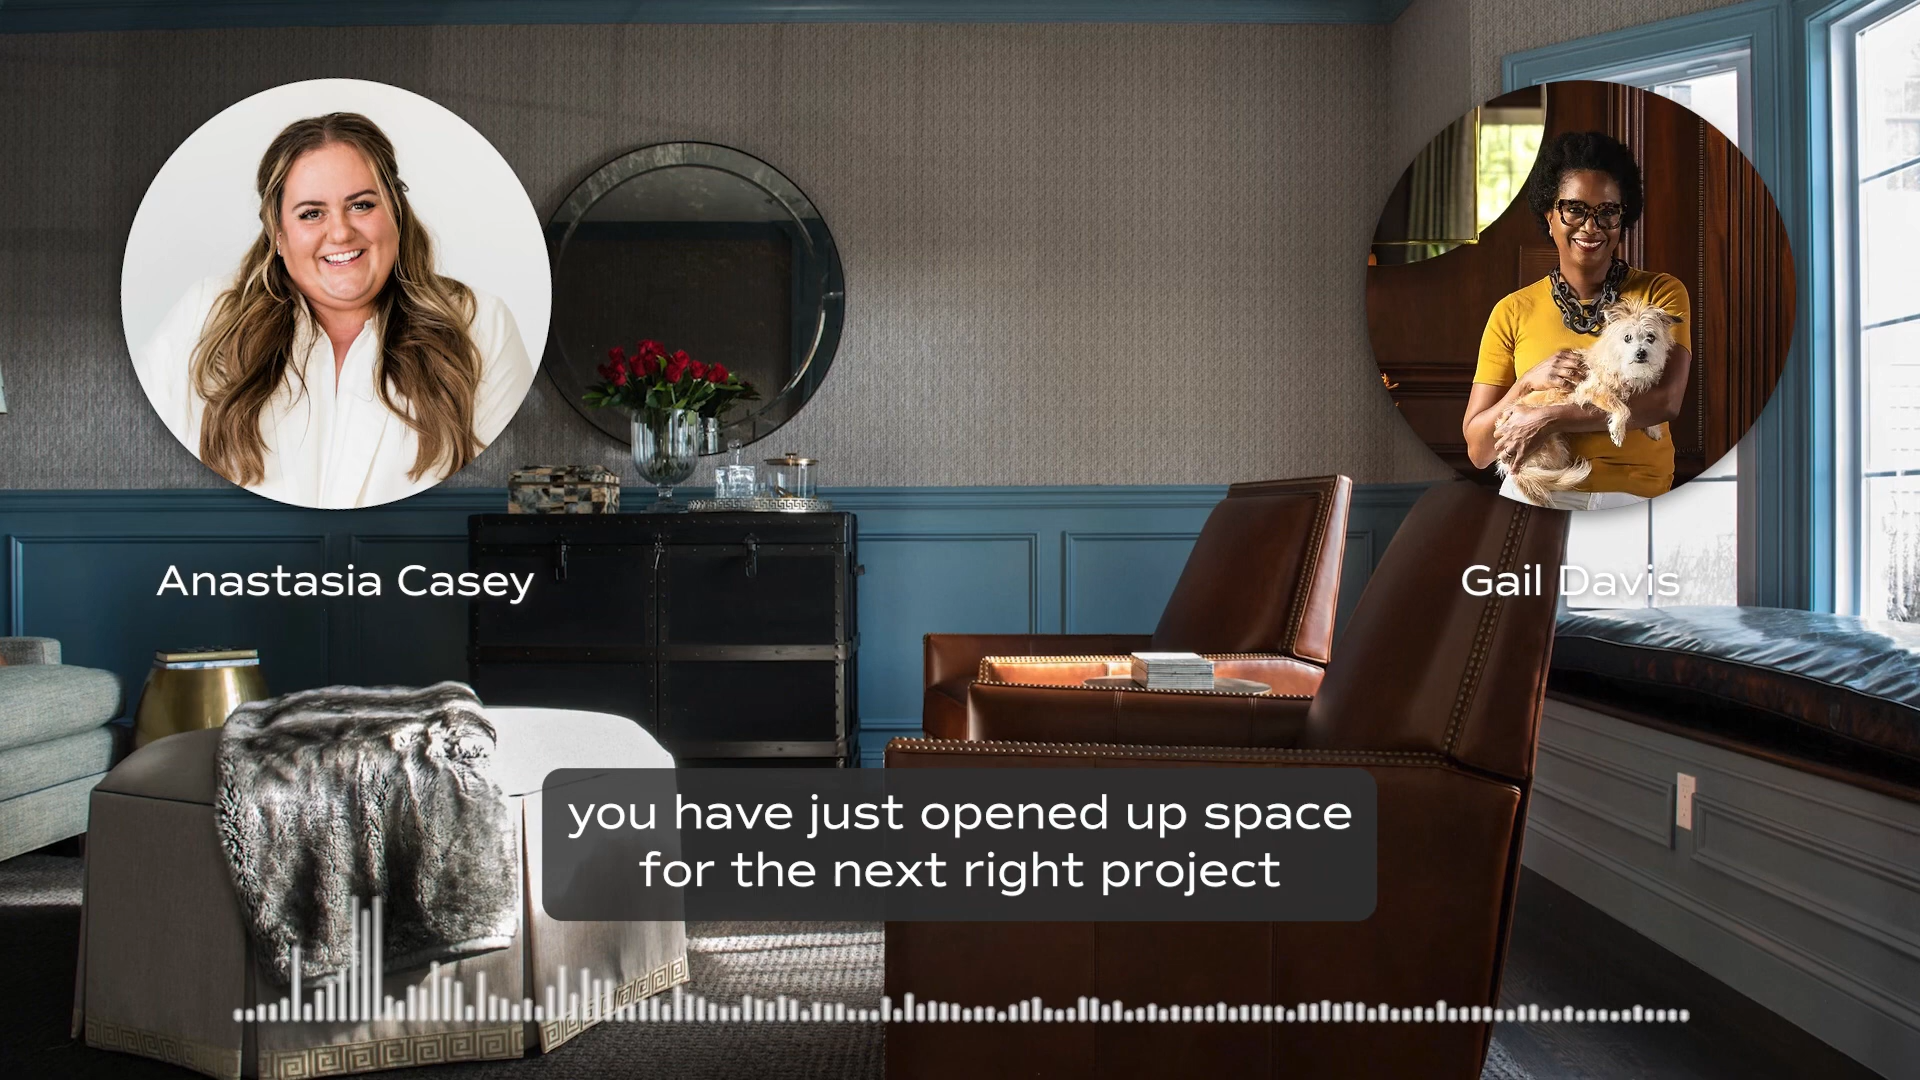 Anastasia Casey
Gail Davis
you have just opened up space
for the next right project